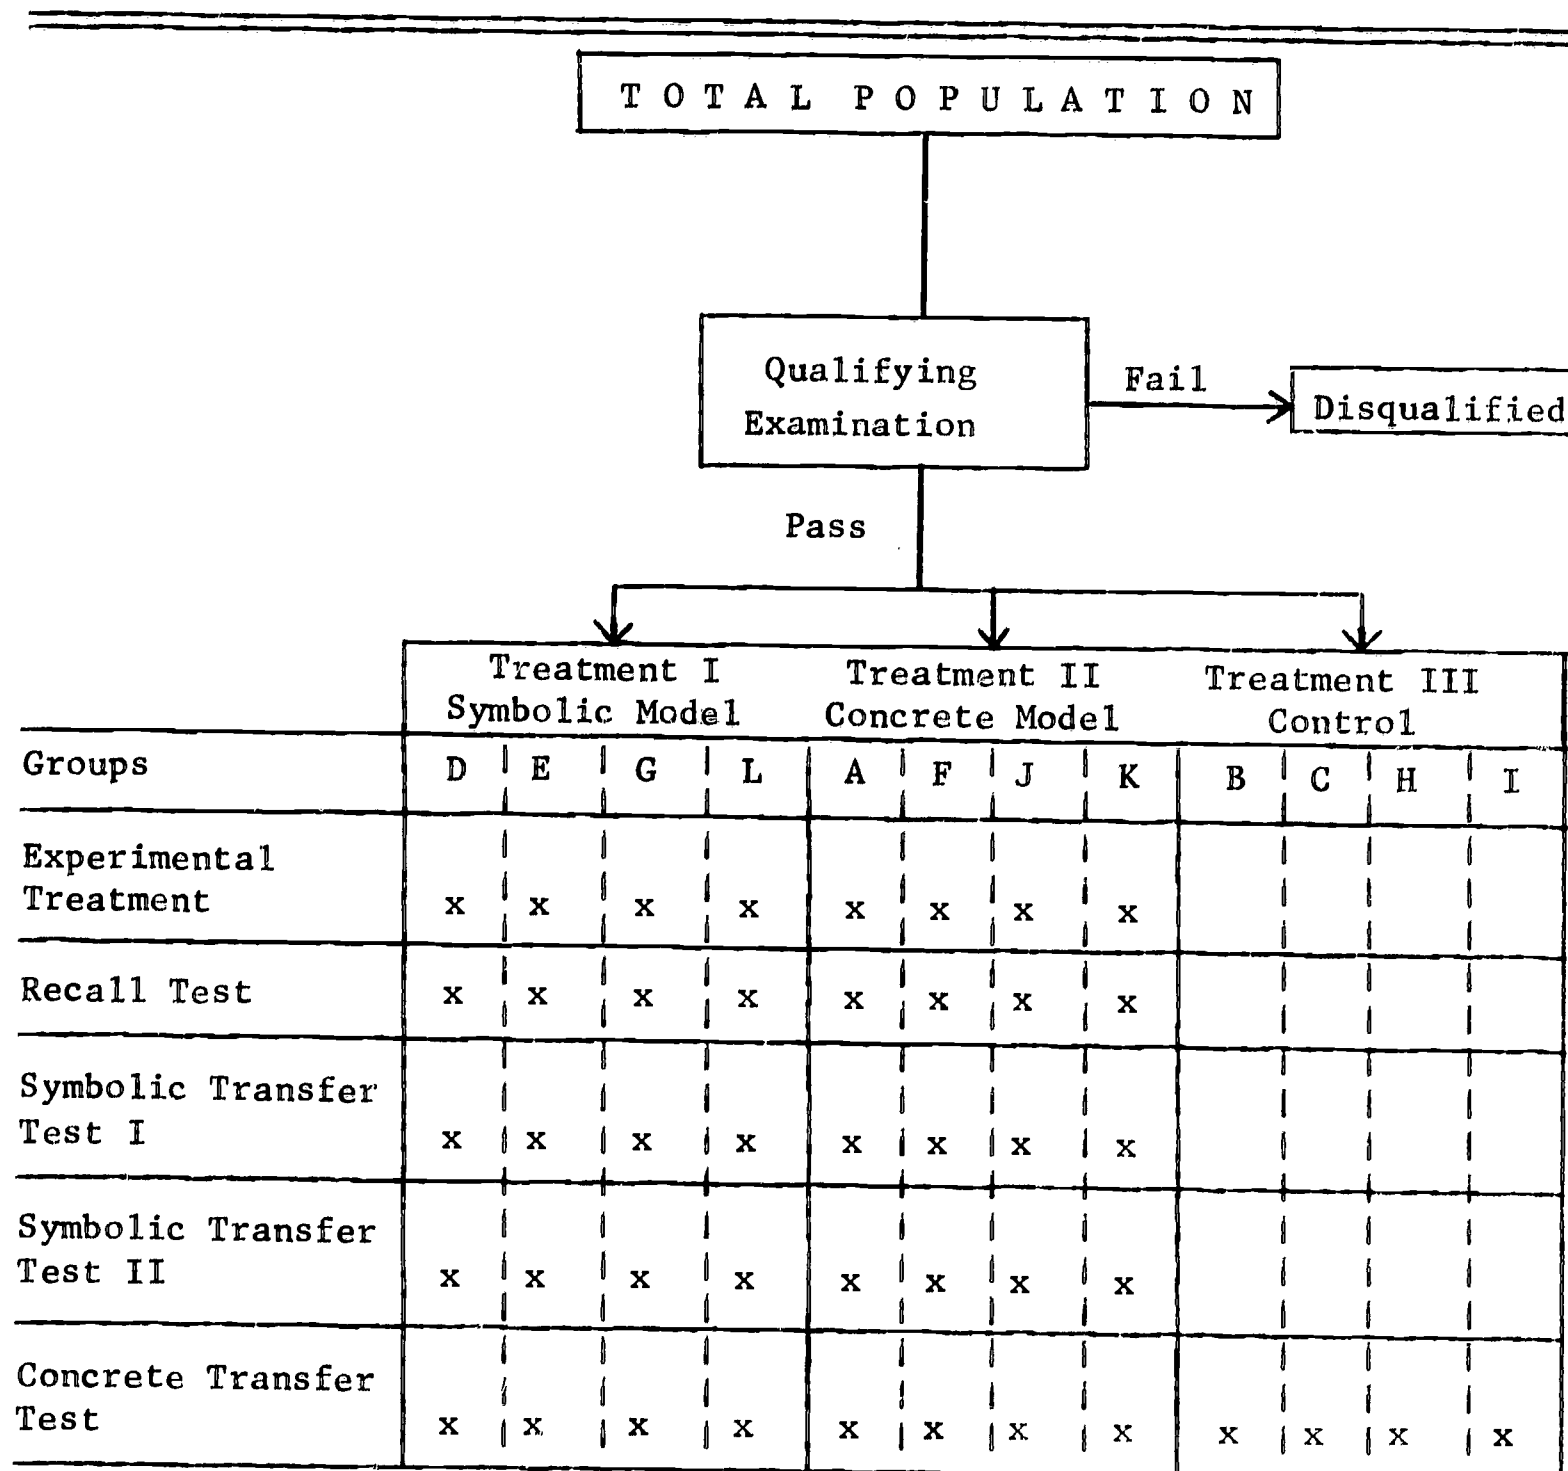 TOTAL POPULATION
Qualifying
Examination
Fail
Disqualified
Pass
Treatment I
Symbolic Model
Treatment II
Concrete Model
Treatment III
Control
Groups D E G L A F J K B C H I
Experimental
Treatment x x x x x x x x
Recall Test x x x x x x x x
Symbolic Transfer
Test I x x x x x x x x
Symbolic Transfer
Test II x x x x x x x x
Concrete Transfer
Test x x x x x x x x x x x x